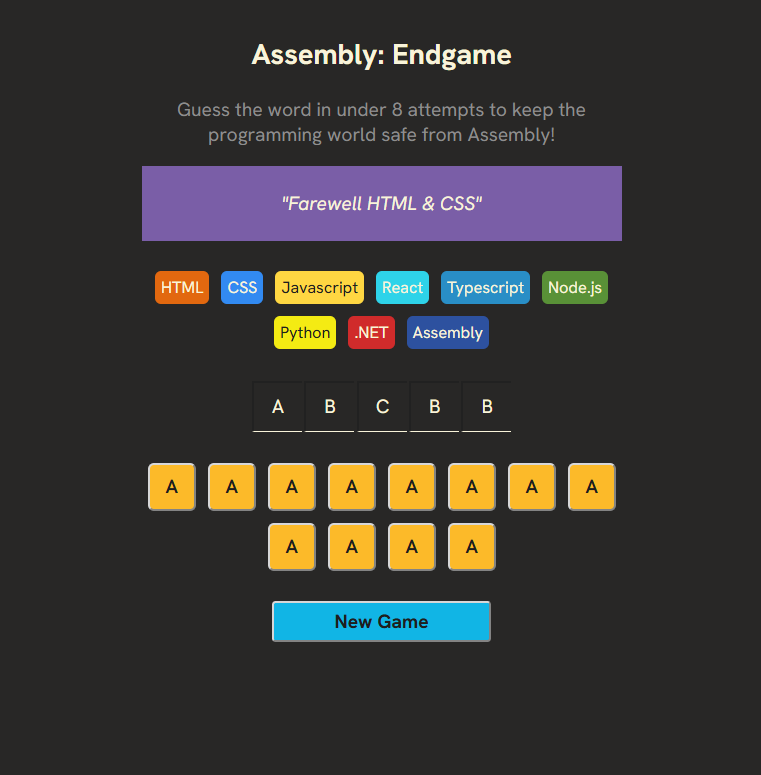 Assembly: Endgame
Guess the word in under 8 attempts to keep the
programming world safe from Assembly!
"Farewell HTML & CSS"
HTML CSS Javascript React Typescript Node.js
Python .NET Assembly
A B C B B
A A A A A A A A
A A A A
New Game